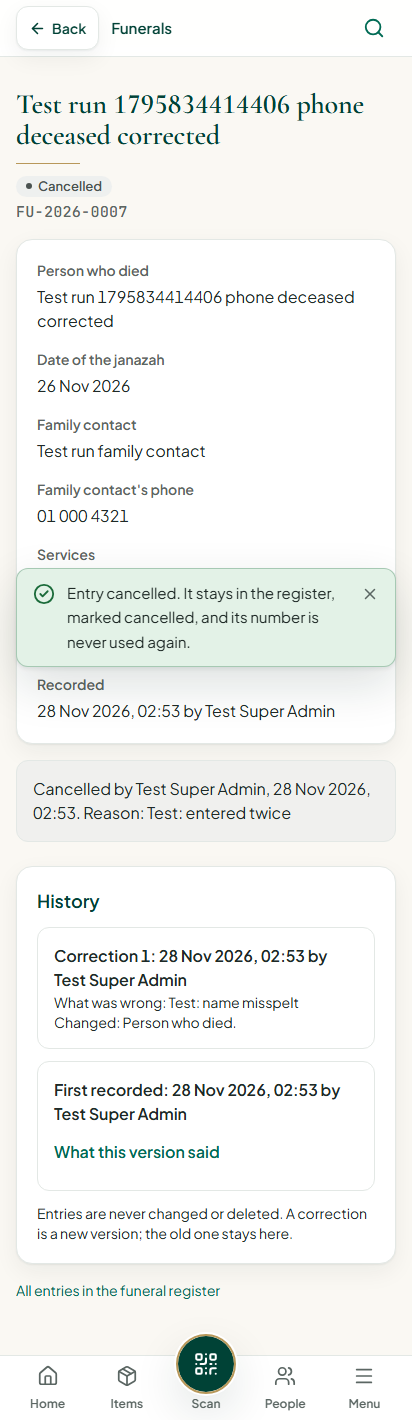 Back
Funerals
Test run 1795834414406 phone
deceased corrected
Cancelled
FU-2026-0007
Person who died
Test run 1795834414406 phone deceased
corrected
Date of the janazah
26 Nov 2026
Family contact
Test run family contact
Family contact's phone
01 000 4321
Services
Entry cancelled. It stays in the register,
marked cancelled, and its number is
never used again.
Recorded
28 Nov 2026, 02:53 by Test Super Admin
Cancelled by Test Super Admin, 28 Nov 2026,
02:53. Reason: Test: entered twice
History
Correction 1: 28 Nov 2026, 02:53 by
Test Super Admin
What was wrong: Test: name misspelt
Changed: Person who died.
First recorded: 28 Nov 2026, 02:53 by
Test Super Admin
What this version said
Entries are never changed or deleted. A correction
is a new version; the old one stays here.
All entries in the funeral register
Home
Items
Scan
People
Menu